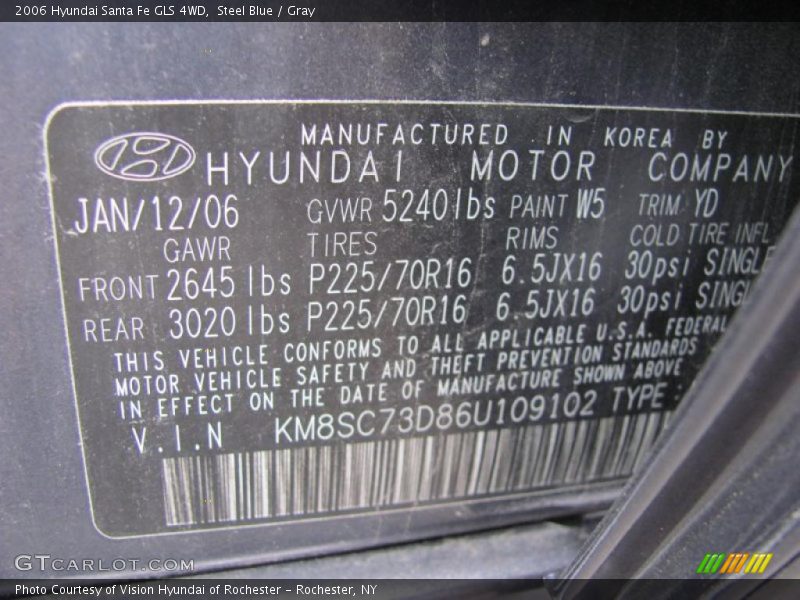 2006 Hyundai Santa Fe GLS 4WD, Steel Blue / Gray
MANUFACTURED IN KOREA BY
HYUNDAI MOTOR COMPANY
JAN/12/06 GVWR 5240lbs PAINT W5 TRIM YD
GAWR TIRES RIMS COLD TIRE INFL
FRONT 2645 lbs P225/70R16 6.5JX16 30psi SINGLE
REAR 3020 lbs P225/70R16 6.5JX16 30psi
THIS VEHICLE CONFORMS TO ALL APPLICABLE U.S.A. FEDERAL
MOTOR VEHICLE SAFETY AND THEFT PREVENTION STANDARDS
IN EFFECT ON THE DATE OF MANUFACTURE SHOWN ABOVE
V.I.N KM8SC73D86U109102 TYPE
GTCARLOT.COM
Photo Courtesy of Vision Hyundai of Rochester - Rochester, NY